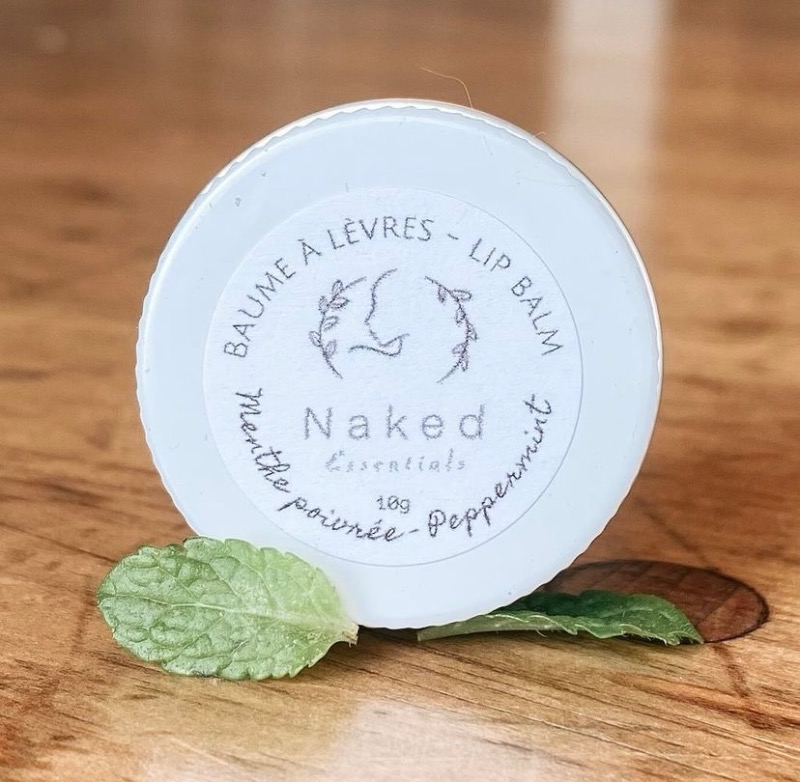 BAUME À LÈVRES - LIP BALM
Naked
Essentials
10g
Menthe poivrée - Peppermint